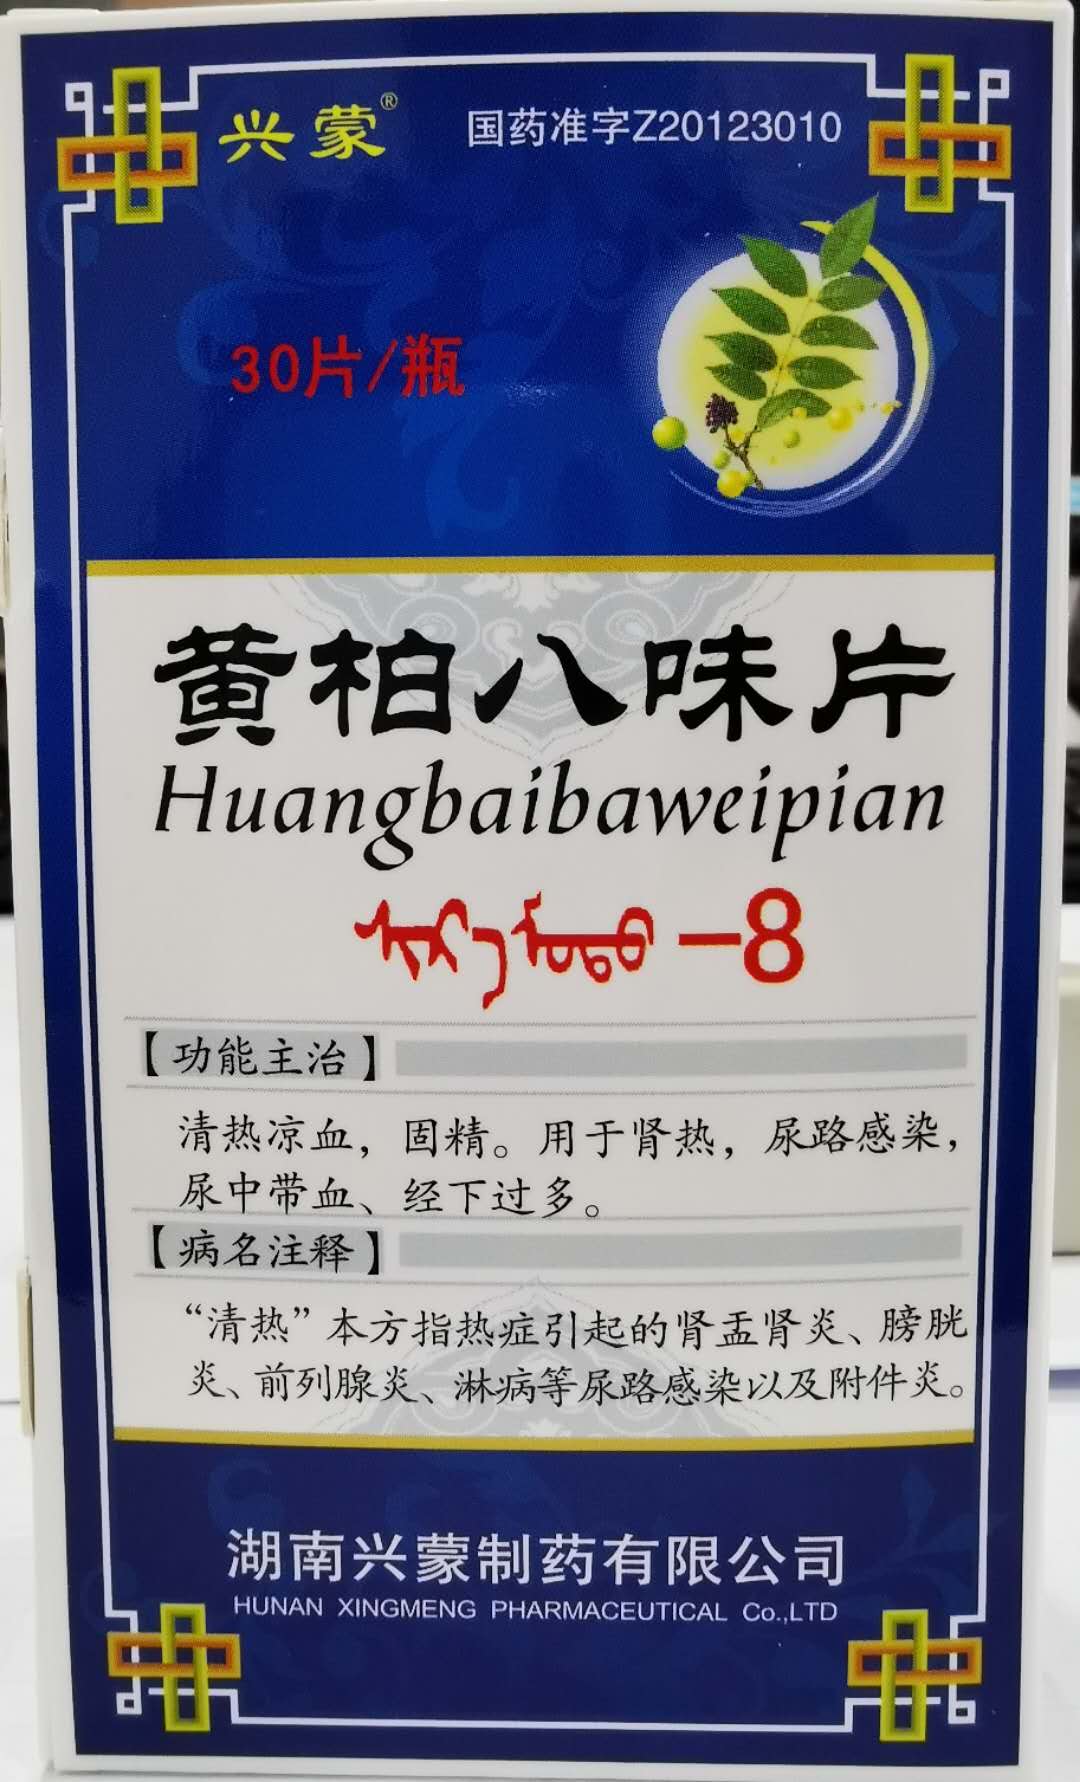 兴蒙®
国药准字Z20123010
30片/瓶
黄柏八味片
Huangbaibaweipian
-8
【功能主治】
清热凉血，固精。用于肾热，尿路感染，
尿中带血、经下过多。
【病名注释】
“清热”本方指热症引起的肾盂肾炎、膀胱
炎、前列腺炎、淋病等尿路感染以及附件炎。
湖南兴蒙制药有限公司
HUNAN XINGMENG PHARMACEUTICAL Co.,LTD